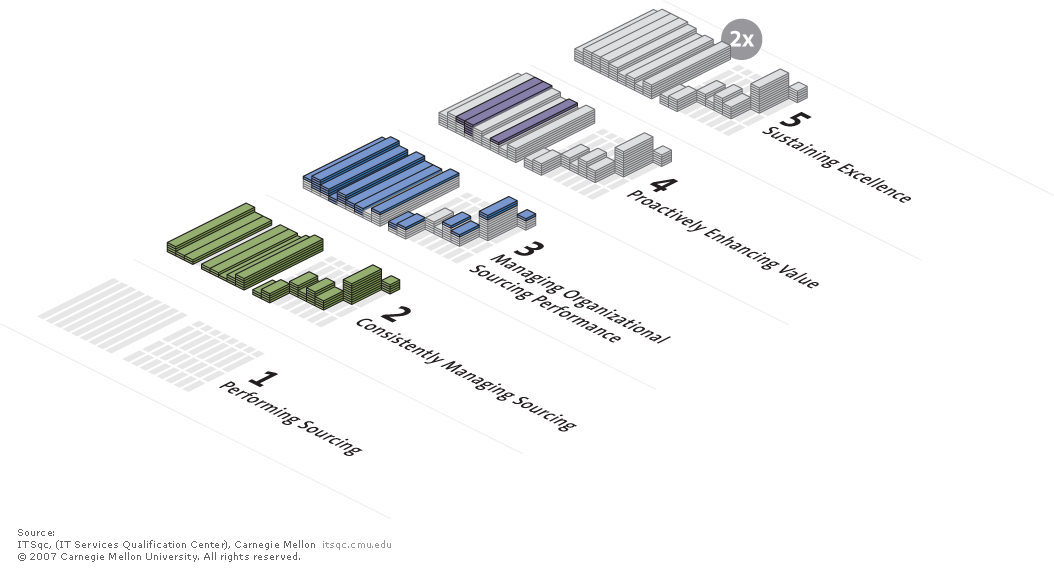 2x
5
Sustaining Excellence
4
Proactively Enhancing Value
3
Managing Organizational
Sourcing Performance
2
Consistently Managing Sourcing
1
Performing Sourcing
Source:
ITSqc, (IT Services Qualification Center), Carnegie Mellon itsqc.cmu.edu
© 2007 Carnegie Mellon University. All rights reserved.